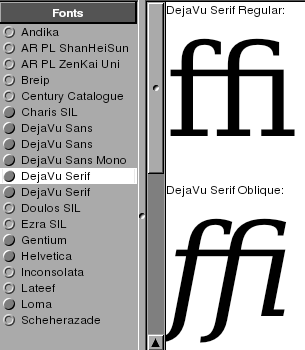 Fonts
Andika
AR PL ShanHeiSun
AR PL ZenKai Uni
Breip
Century Catalogue
Charis SIL
DejaVu Sans
DejaVu Sans
DejaVu Sans Mono
DejaVu Serif
DejaVu Serif
Doulos SIL
Ezra SIL
Gentium
Helvetica
Inconsolata
Lateef
Loma
Scheherazade
DejaVu Serif Regular:
ffi
DejaVu Serif Oblique:
ffi